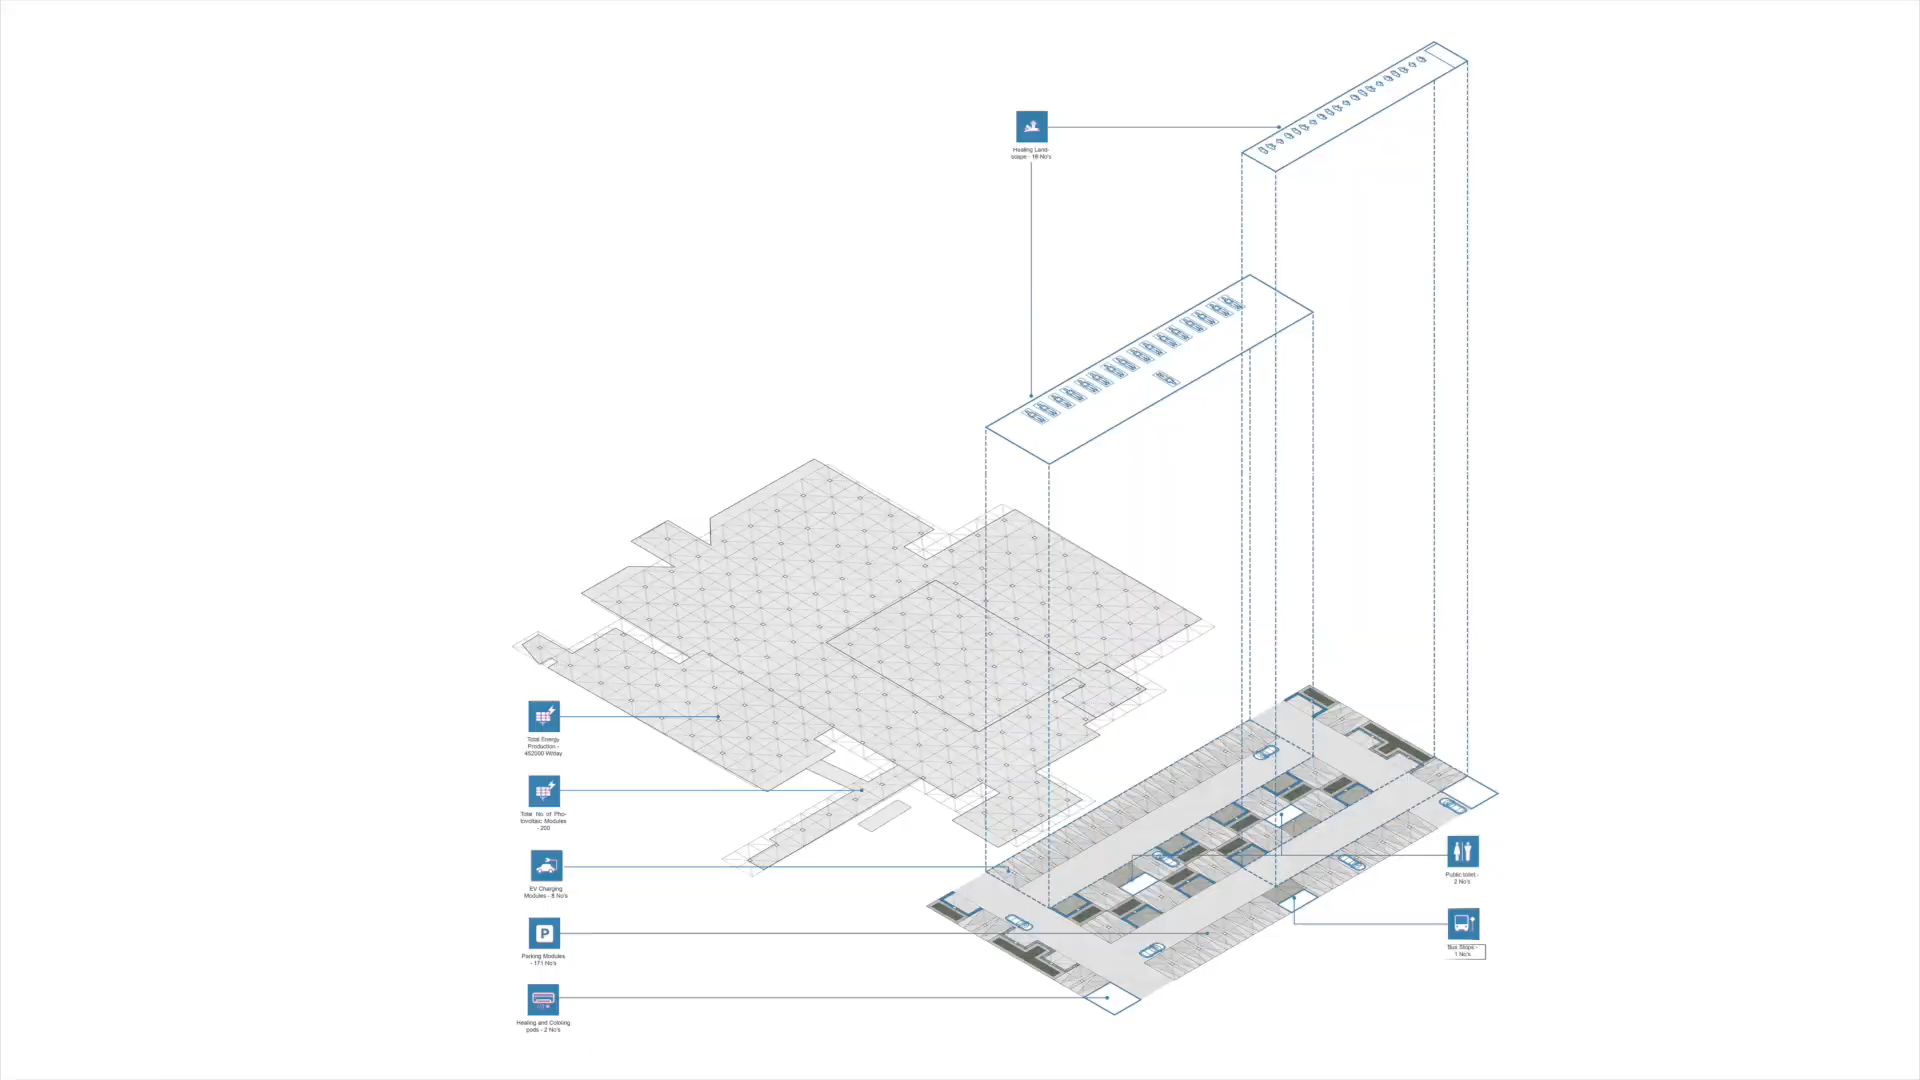 Healing Land-
scape - 18 No's
Total Energy
Production -
452000 W/day
Total No of Pho-
tovoltaic Modules
- 200
EV Charging
Modules - 8 No's
P
Parking Modules
- 171 No's
Healing and Cooling
pods - 2 No's
Public toilet -
2 No's
Bus Stops -
1 No's